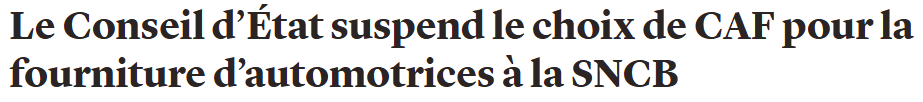 Le Conseil d’État suspend le choix de CAF pour la
fourniture d’automotrices à la SNCB